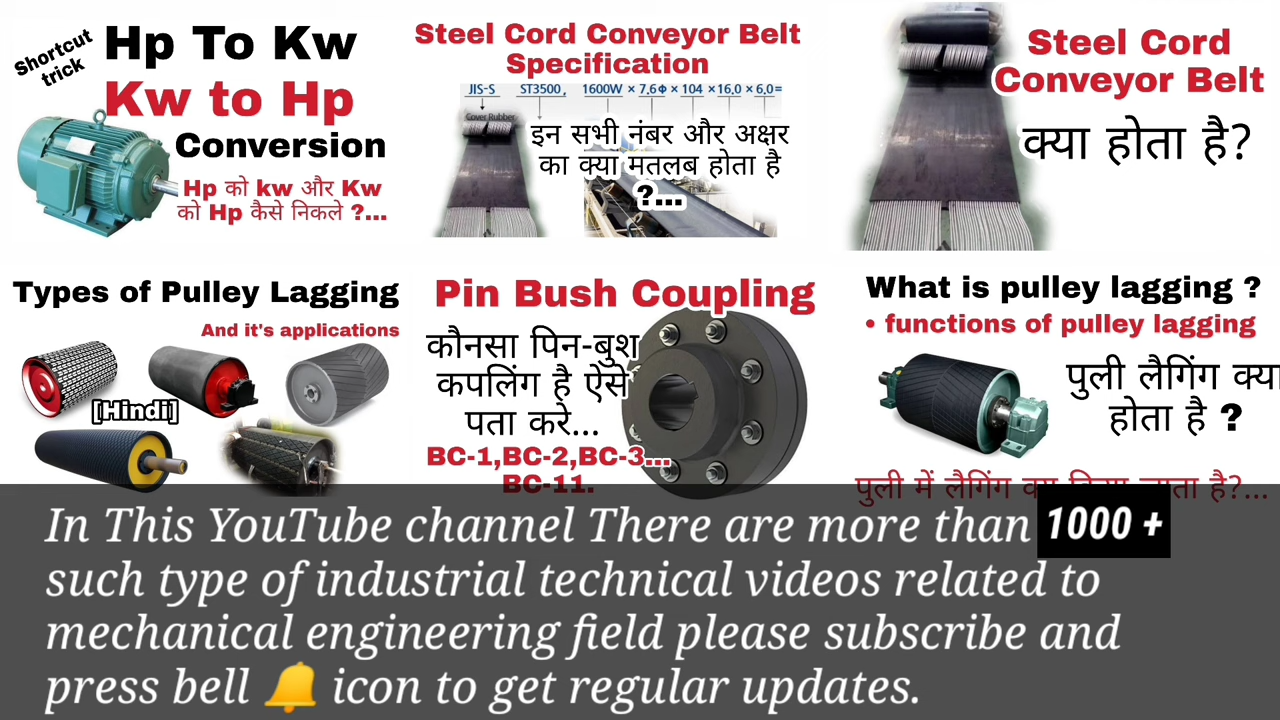 Shortcut
trick
Hp To Kw
Kw to Hp
Conversion
Hp को kw और Kw
को Hp कैसे निकले ?...
Steel Cord Conveyor Belt
Specification
JIS-S ST3500, 1600W × 7,6Φ × 104 ×16,0 × 6,0=
Cover Rubber
इन सभी नंबर और अक्षर
का क्या मतलब होता है
?...
Steel Cord
Conveyor Belt
क्या होता है?
Types of Pulley Lagging
And it's applications
[Hindi]
Pin Bush Coupling
कौनसा पिन-बुश
कपलिंग है ऐसे
पता करे...
BC-1,BC-2,BC-3...
BC-11.
What is pulley lagging ?
• functions of pulley lagging
पुली लैगिंग क्या
होता है ?
पुली में लैगिंग क्यू किया जाता है?...
In This YouTube channel There are more than 1000 +
such type of industrial technical videos related to
mechanical engineering field please subscribe and
press bell 🔔 icon to get regular updates.